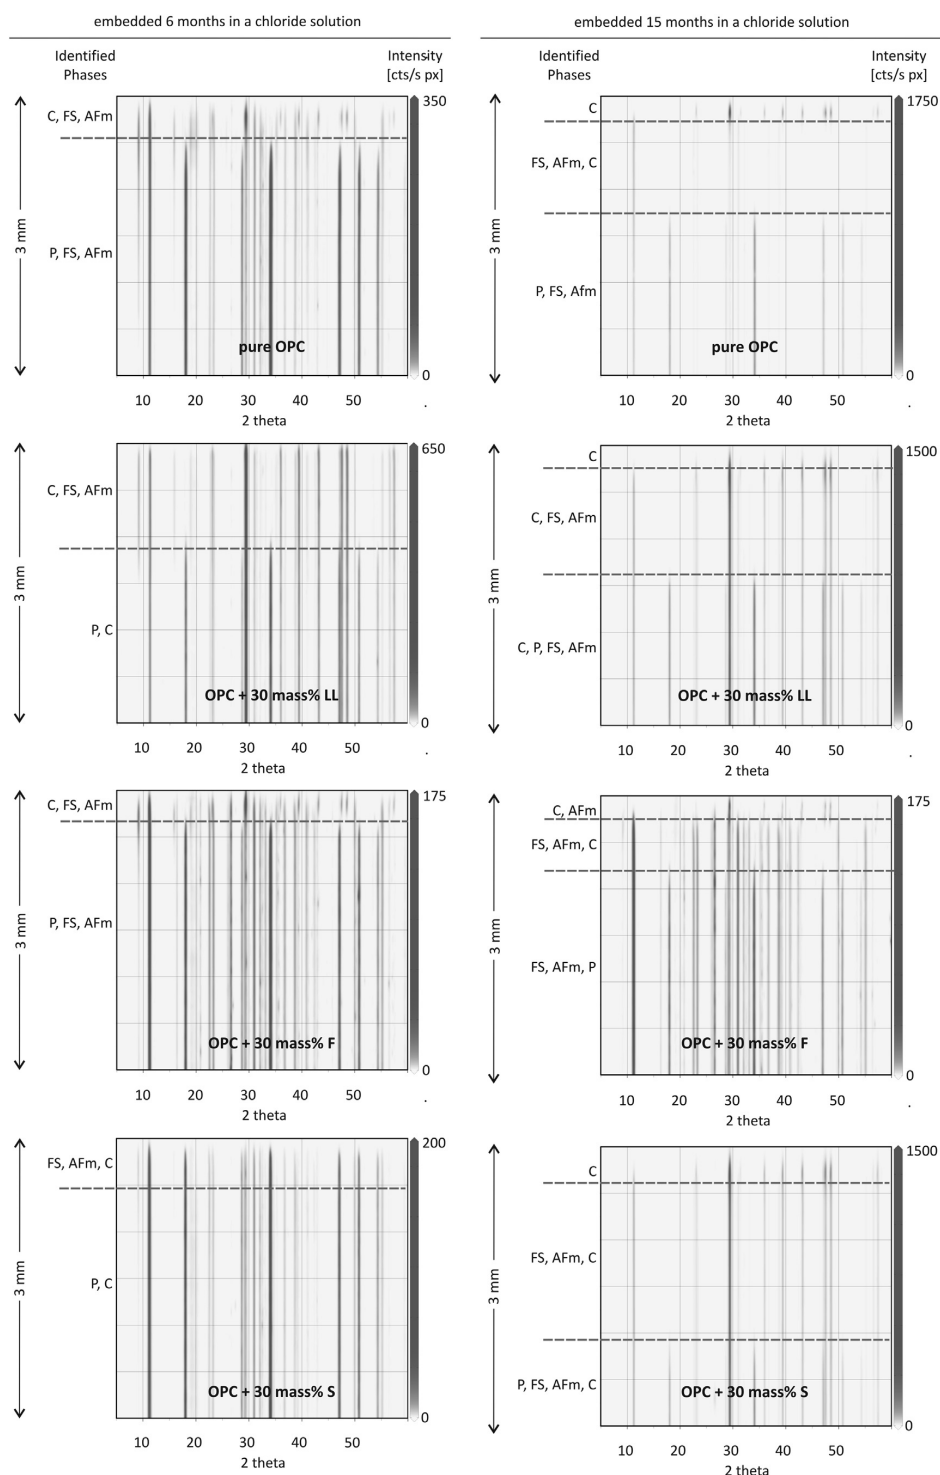 embedded 6 months in a chloride solution
Identified
Phases
Intensity
[cts/s px]
C, FS, AFm
P, FS, AFm
3 mm
350
0
pure OPC
10 20 30 40 50 .
2 theta
C, FS, AFm
P, C
3 mm
650
0
OPC + 30 mass% LL
10 20 30 40 50 .
2 theta
C, FS, AFm
P, FS, AFm
3 mm
175
0
OPC + 30 mass% F
10 20 30 40 50 .
2 theta
FS, AFm, C
P, C
3 mm
200
0
OPC + 30 mass% S
10 20 30 40 50
2 theta
embedded 15 months in a chloride solution
Identified
Phases
Intensity
[cts/s px]
C
FS, AFm, C
P, FS, Afm
3 mm
1750
0
pure OPC
10 20 30 40 50 .
2 theta
C
C, FS, AFm
C, P, FS, AFm
3 mm
1500
0
OPC + 30 mass% LL
10 20 30 40 50 .
2 theta
C, AFm
FS, AFm, C
FS, AFm, P
3 mm
175
0
OPC + 30 mass% F
10 20 30 40 50 .
2 theta
C
FS, AFm, C
P, FS, AFm, C
3 mm
1500
0
OPC + 30 mass% S
10 20 30 40 50
2 theta